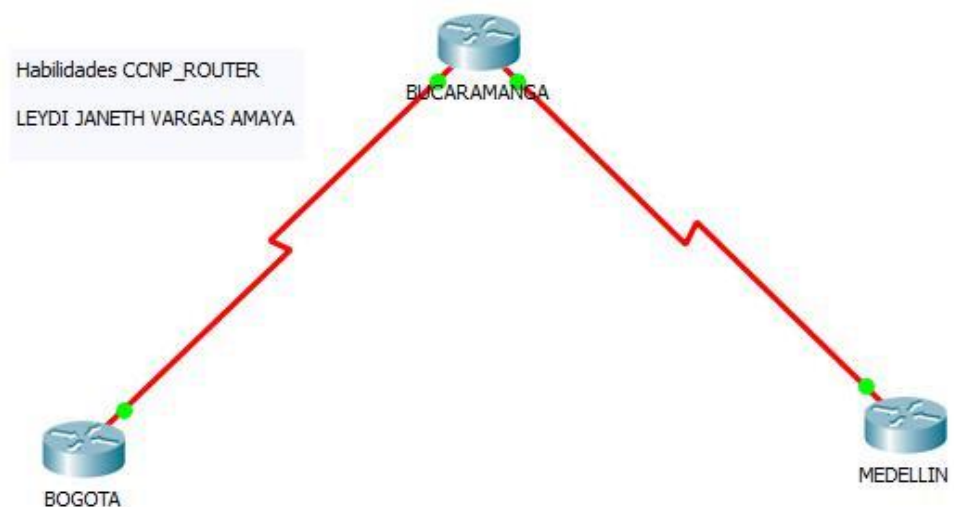 Habilidades CCNP_ROUTER
LEYDI JANETH VARGAS AMAYA
BUCARAMANGA
BOGOTA
MEDELLIN